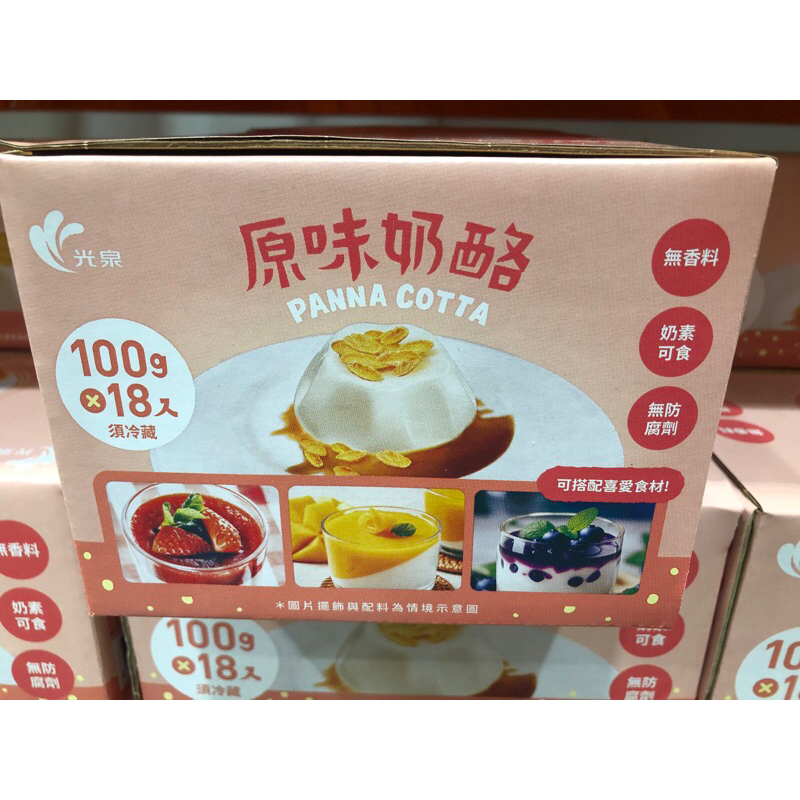 光泉
原味奶酪
PANNA COTTA
無香料
奶素
可食
無防
腐劑
100g
×18入
須冷藏
可搭配喜愛食材!
＊圖片擺飾與配料為情境示意圖
無香料
奶素
可食
無防
腐劑
100g
×18入
須冷藏
可食
無防
腐劑